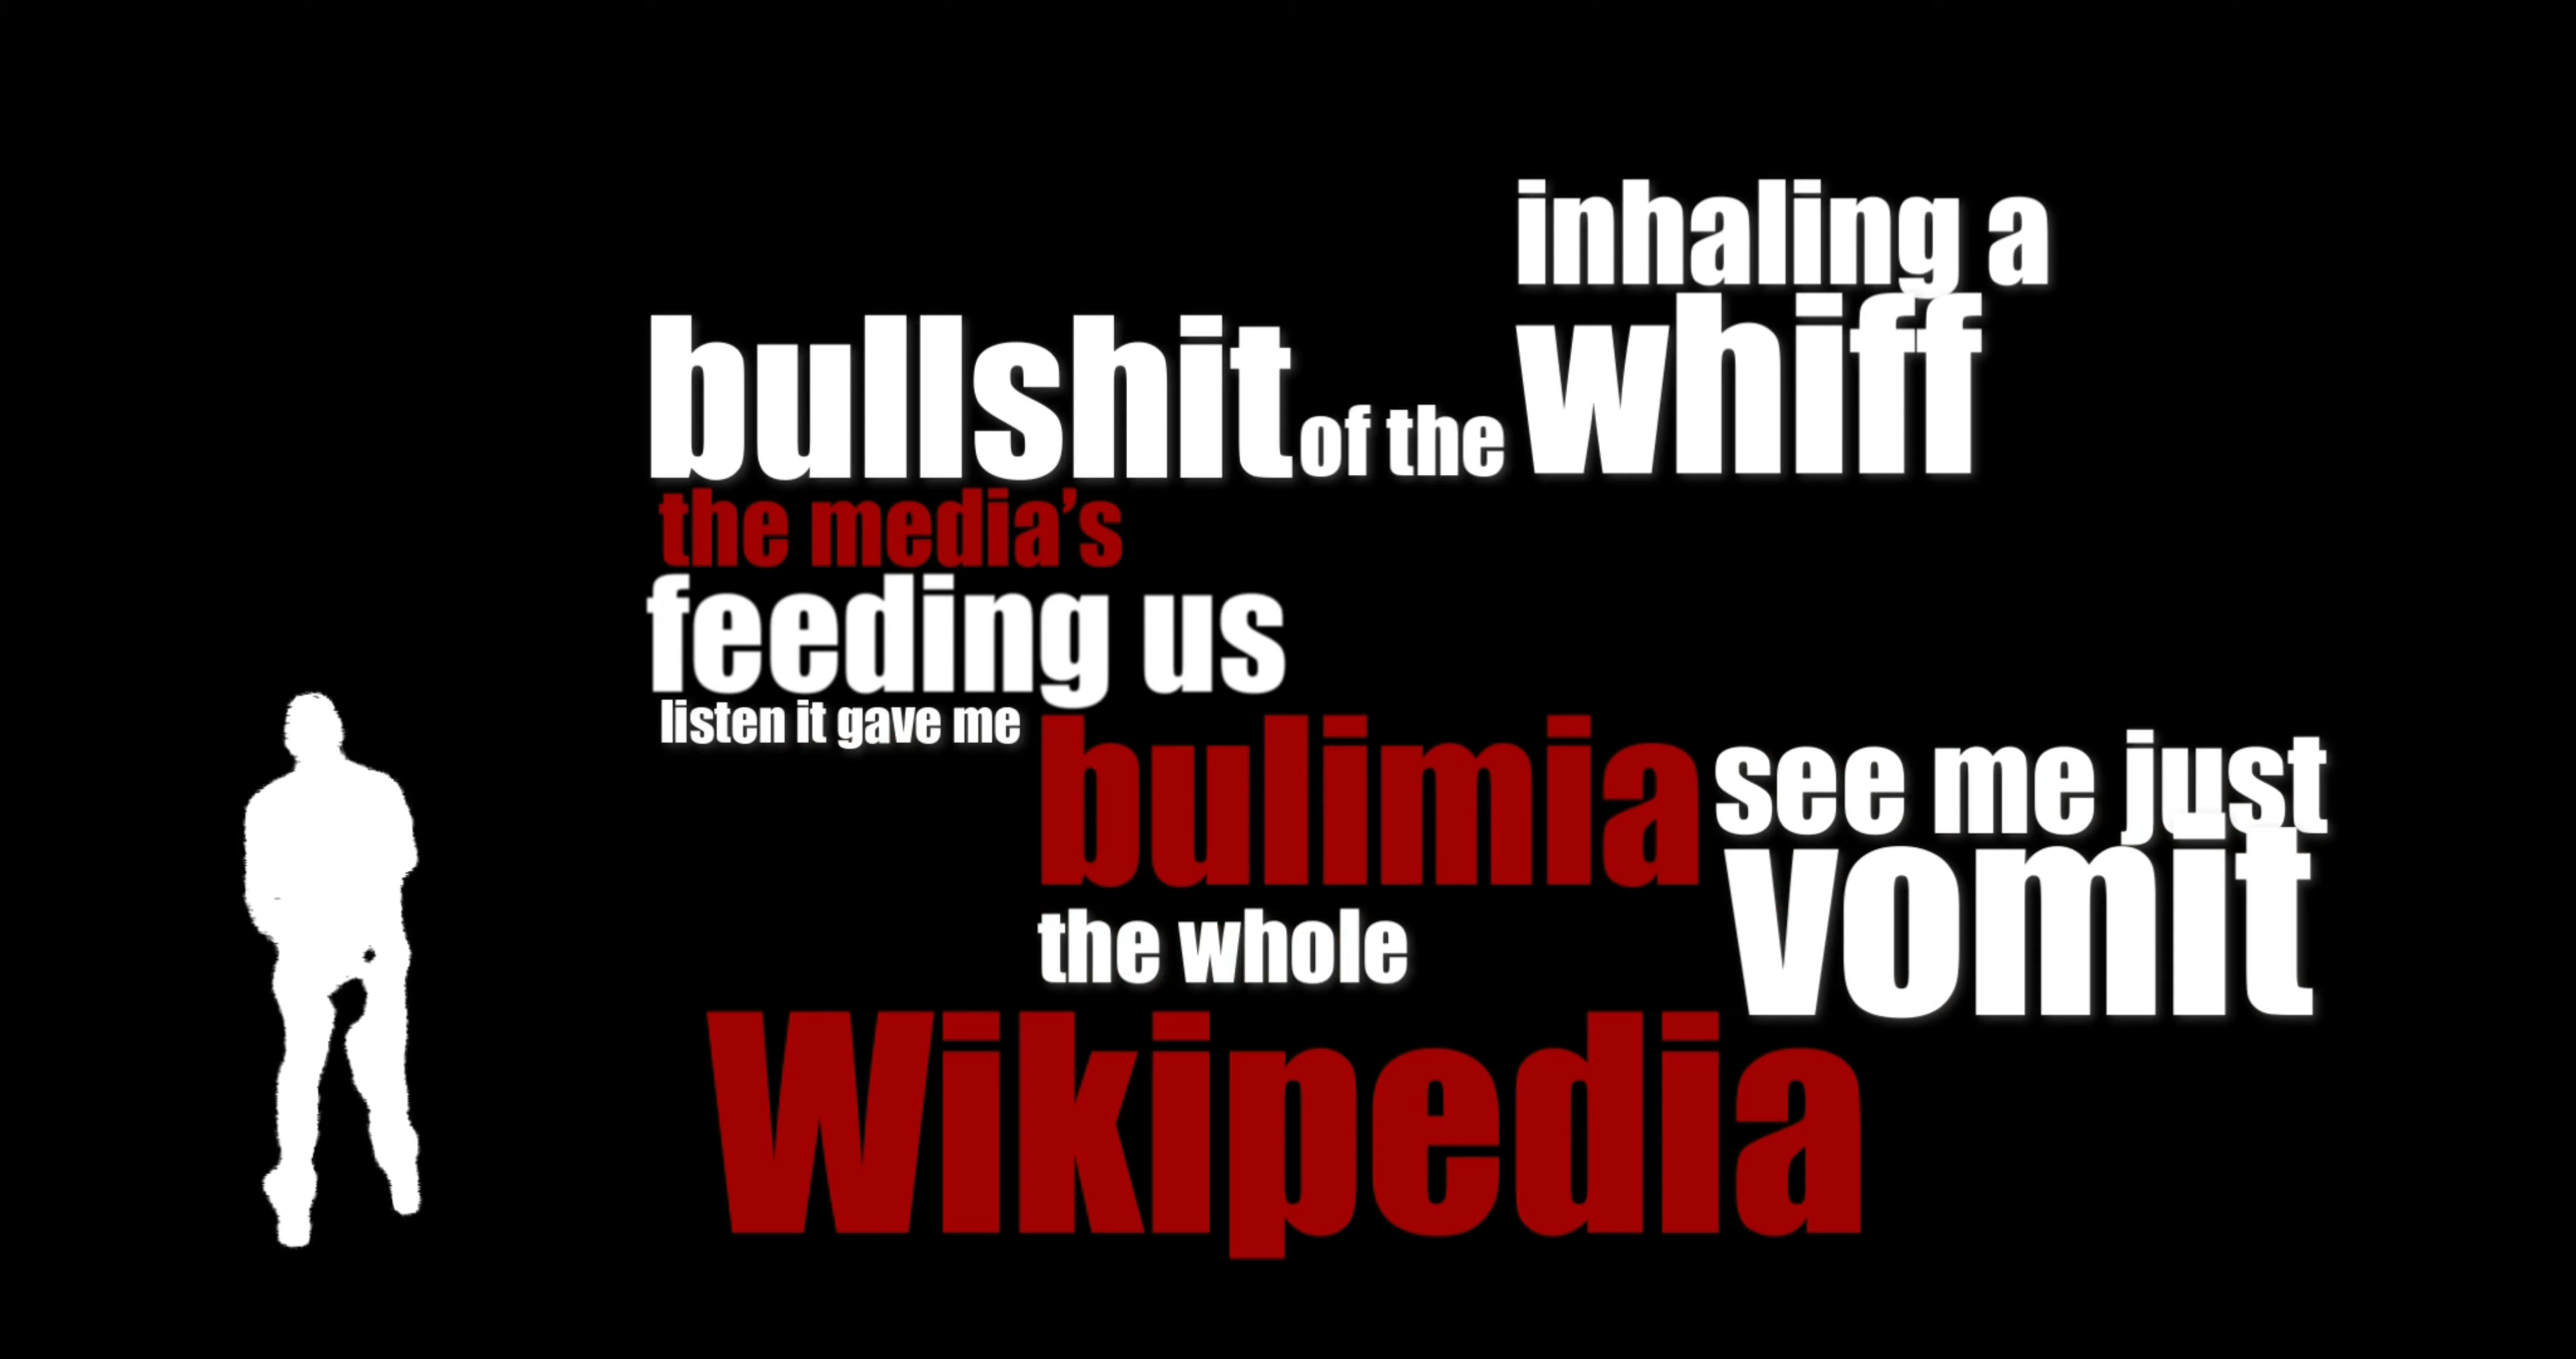 inhaling a
whiff
of the
bullshit
the media's
feeding us
listen it gave me
bulimia
see me just
vomit
the whole
Wikipedia